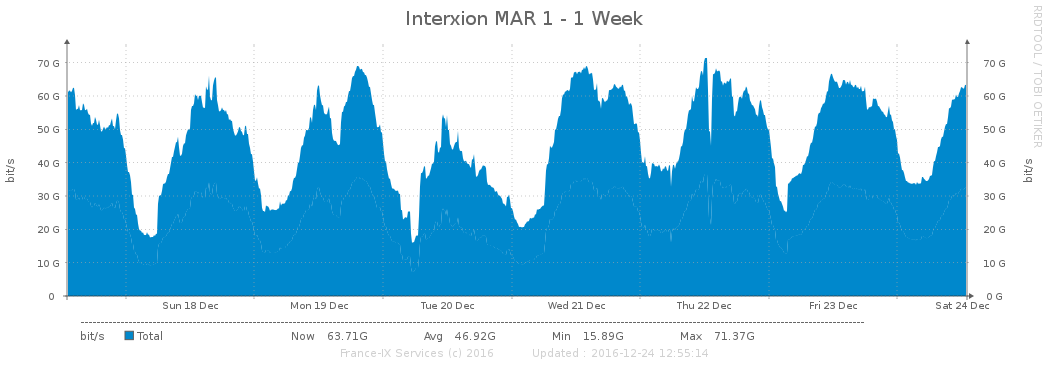 Interxion MAR 1 - 1 Week
RRDTOOL / TOBI OETIKER
bit/s
70 G
60 G
50 G
40 G
30 G
20 G
10 G
0
70 G
60 G
50 G
40 G
30 G
20 G
10 G
0 G
bit/s
Sun 18 Dec Mon 19 Dec Tue 20 Dec Wed 21 Dec Thu 22 Dec Fri 23 Dec Sat 24 Dec
bit/s Total Now 63.71G Avg 46.92G Min 15.89G Max 71.37G
France-IX Services (c) 2016 Updated : 2016-12-24 12:55:14